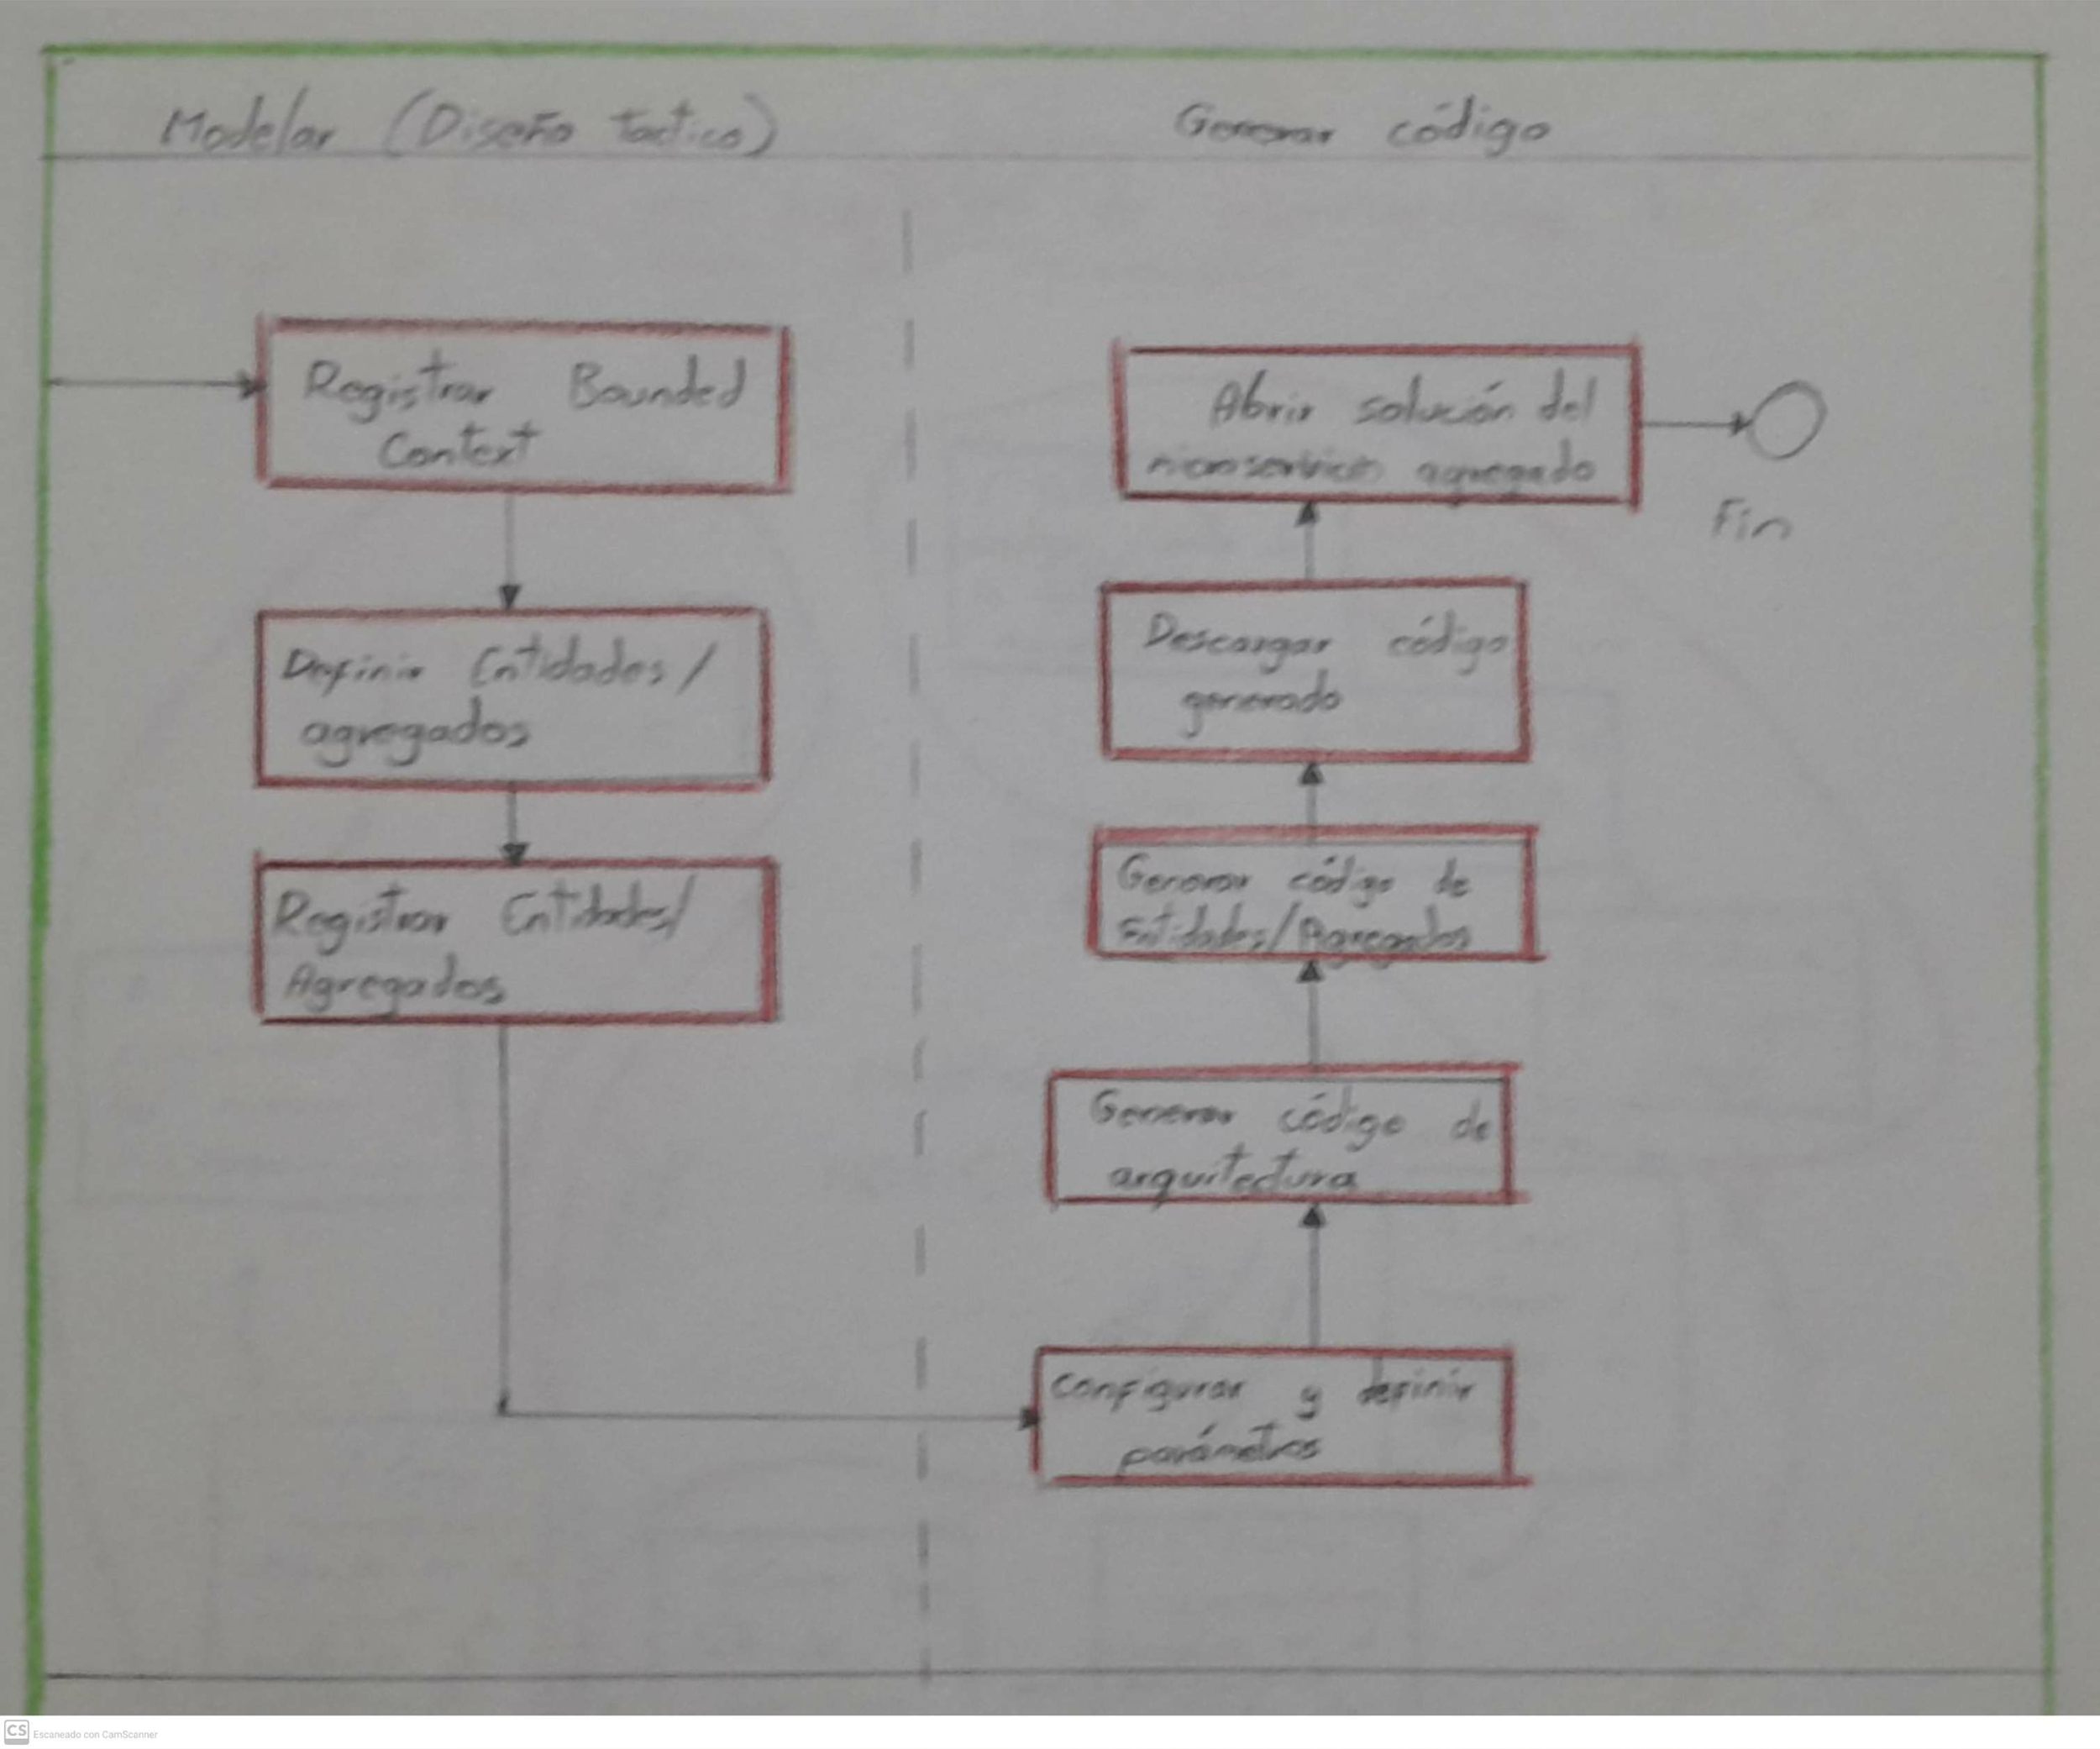 Modelar (Diseño tactico)
Generar código
Registrar Bounded
Context
Definir Entidades/
agregados
Registrar Entidades/
Agregados
Abrir solución del
microservicio agregado
Fin
Descargar código
generado
Generar código de
Entidades/Agregados
Generar código de
arquitectura
Configurar y definir
parámetros
CS Escaneado con CamScanner